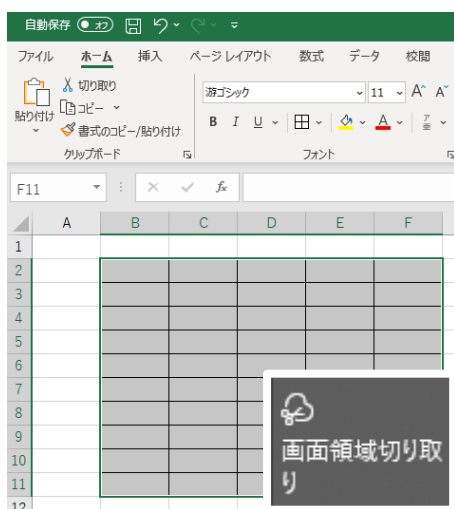 自動保存 オフ
ファイル ホーム 挿入 ページ レイアウト 数式 データ 校閲
切り取り
コピー
貼り付け
書式のコピー/貼り付け
クリップボード
游ゴシック 11 A A
B I U A ア亜
フォント
F11 fx
A B C D E F
1
2
3
4
5
6
7
8
9
10
11
12
画面領域切り取
り